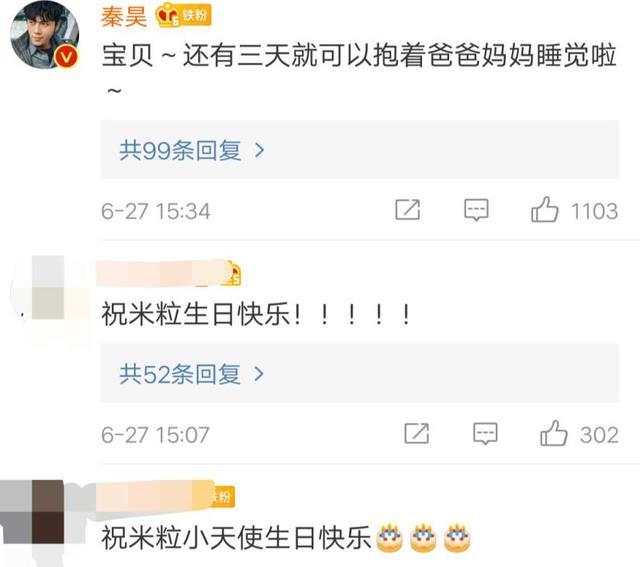 秦昊 6 铁粉
宝贝～还有三天就可以抱着爸爸妈妈睡觉啦
～
共99条回复 >
6-27 15:34 1103
5
祝米粒生日快乐！！！！！
共52条回复 >
6-27 15:07 302
铁粉
祝米粒小天使生日快乐🎂🎂🎂